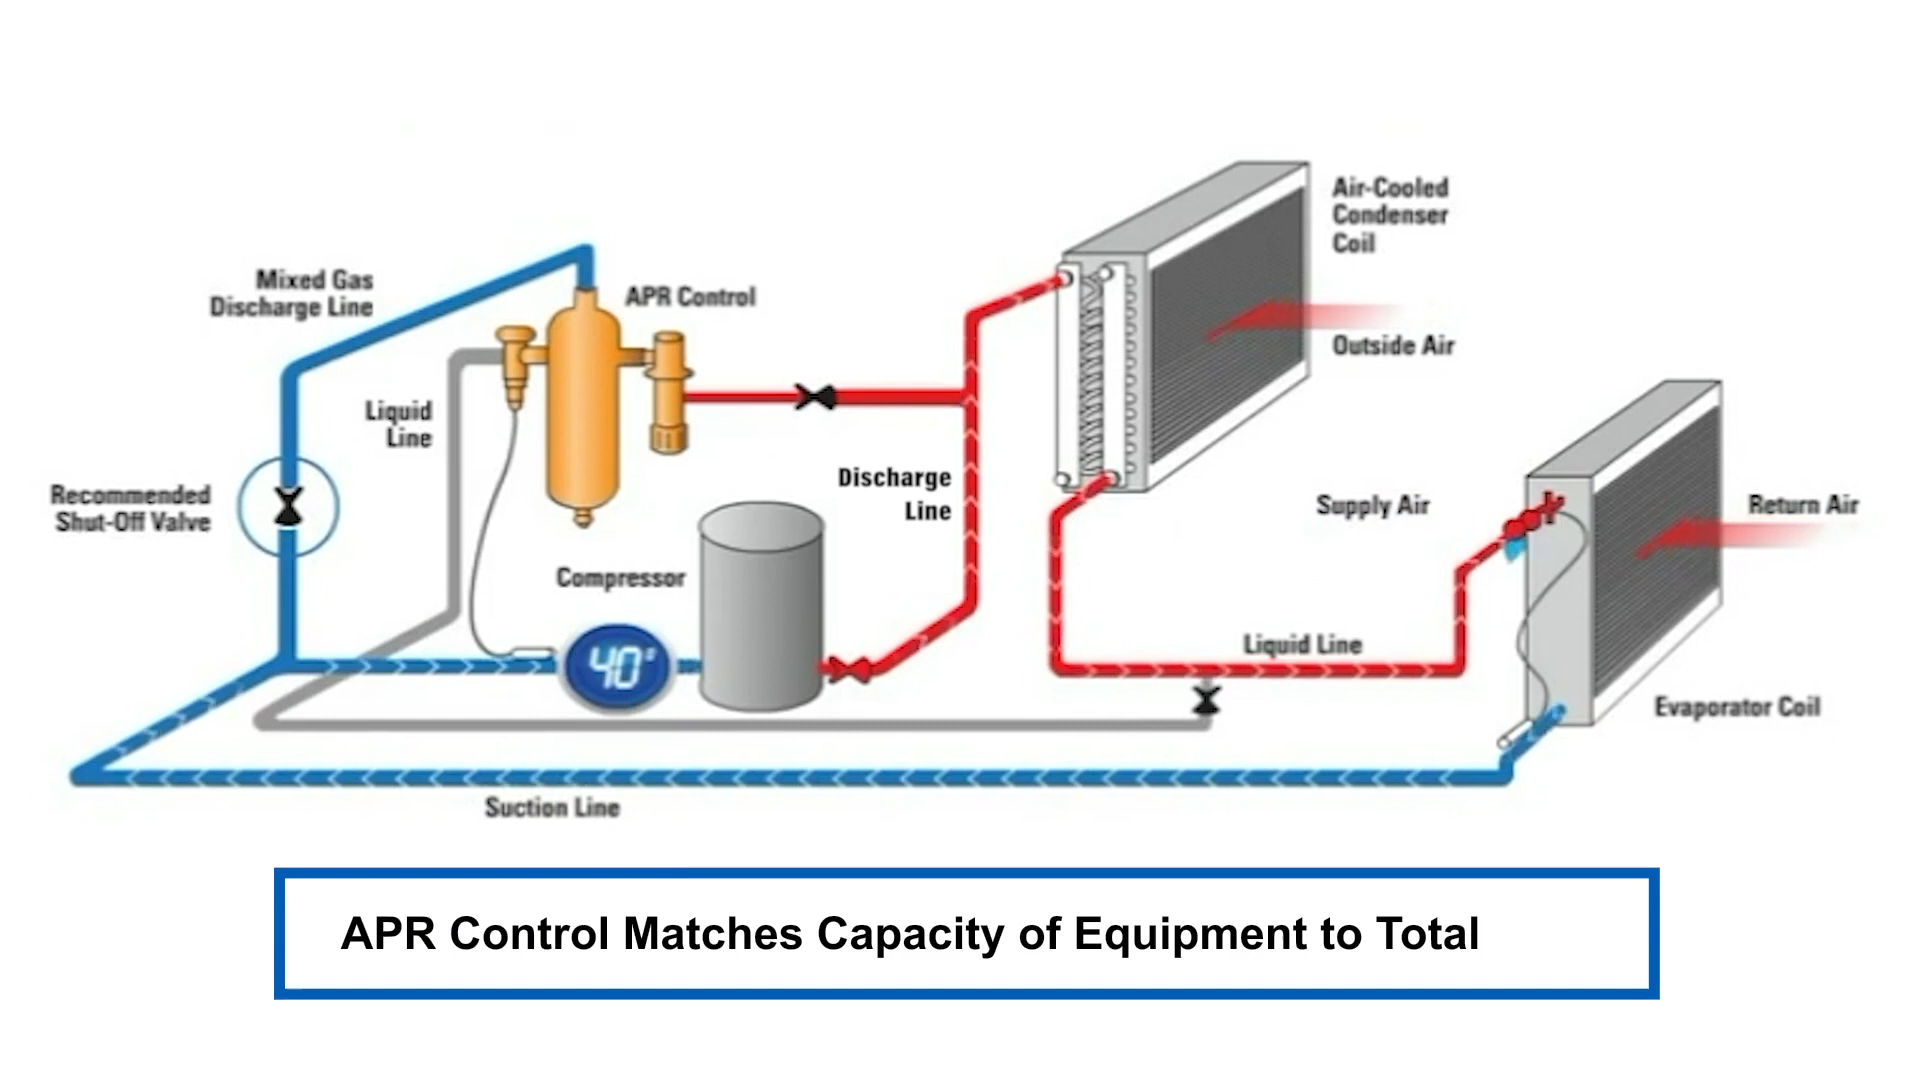 Air-Cooled
Condenser
Coil
Mixed Gas
Discharge Line
APR Control
Outside Air
Liquid
Line
Discharge
Line
Recommended
Shut-Off Valve
Supply Air
Return Air
Compressor
40°
Liquid Line
Evaporator Coil
Suction Line
APR Control Matches Capacity of Equipment to Total